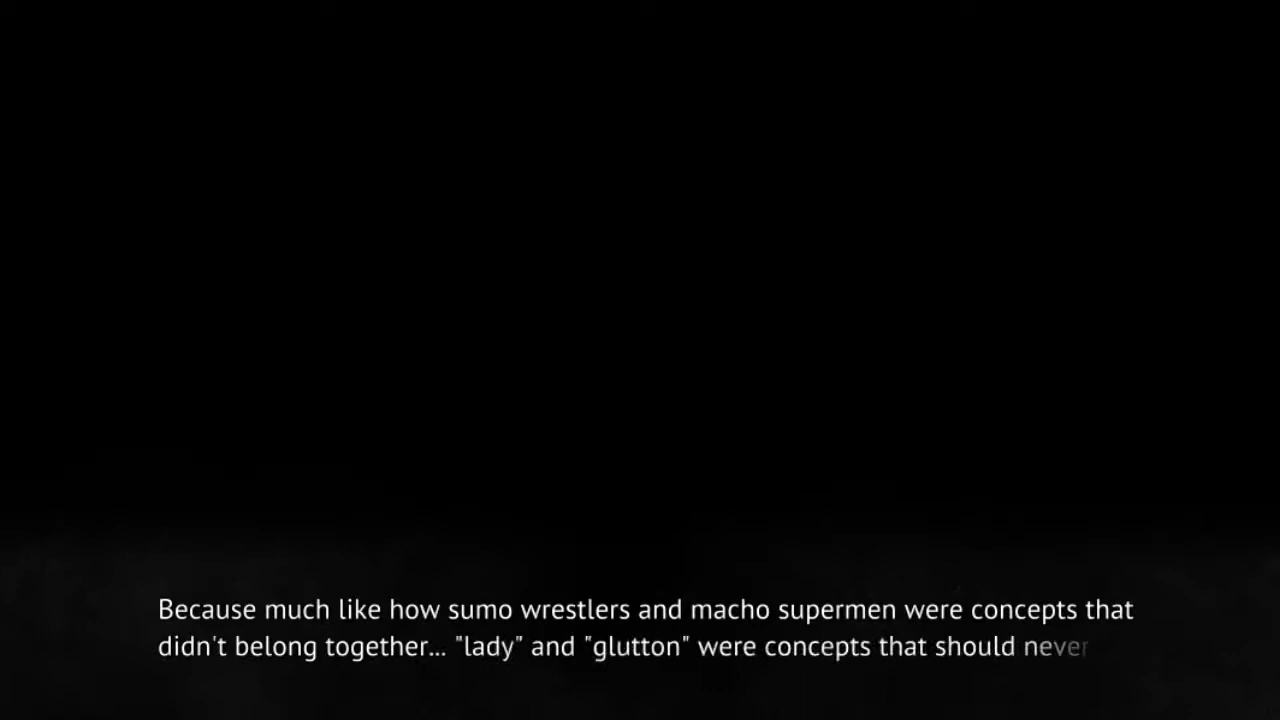 Because much like how sumo wrestlers and macho supermen were concepts that
didn't belong together... "lady" and "glutton" were concepts that should never